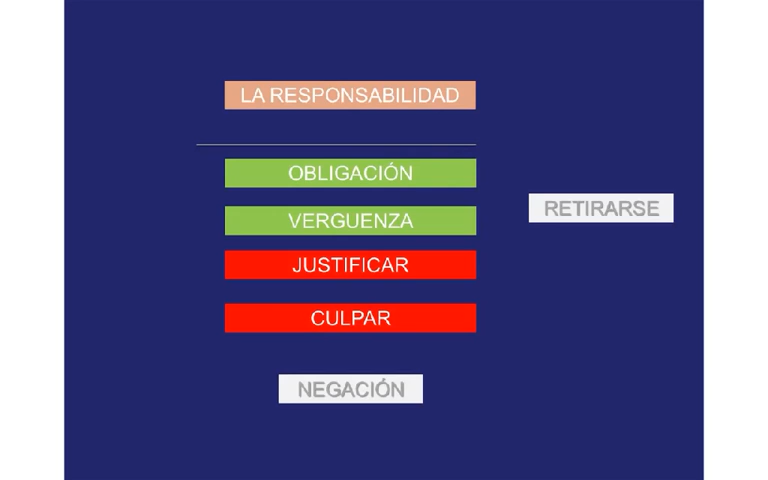 LA RESPONSABILIDAD
OBLIGACIÓN
RETIRARSE
VERGUENZA
JUSTIFICAR
CULPAR
NEGACIÓN